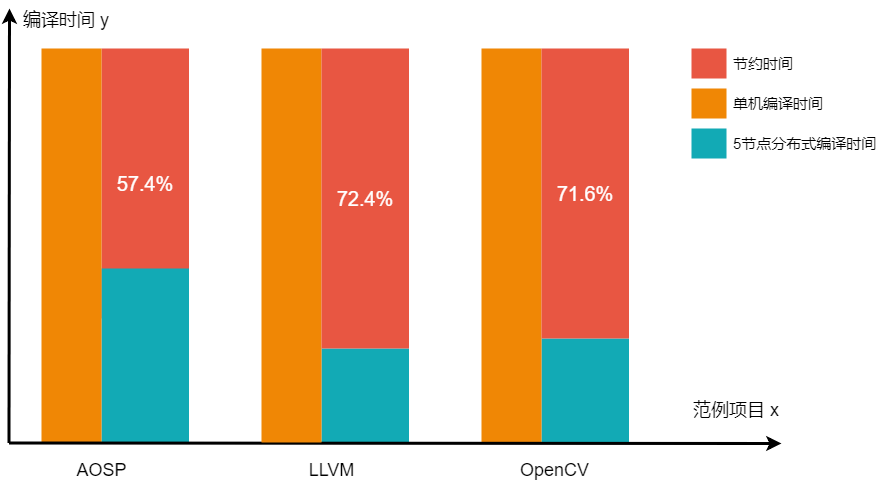 编译时间 y
节约时间
单机编译时间
5节点分布式编译时间
57.4%
72.4%
71.6%
范例项目 x
AOSP
LLVM
OpenCV